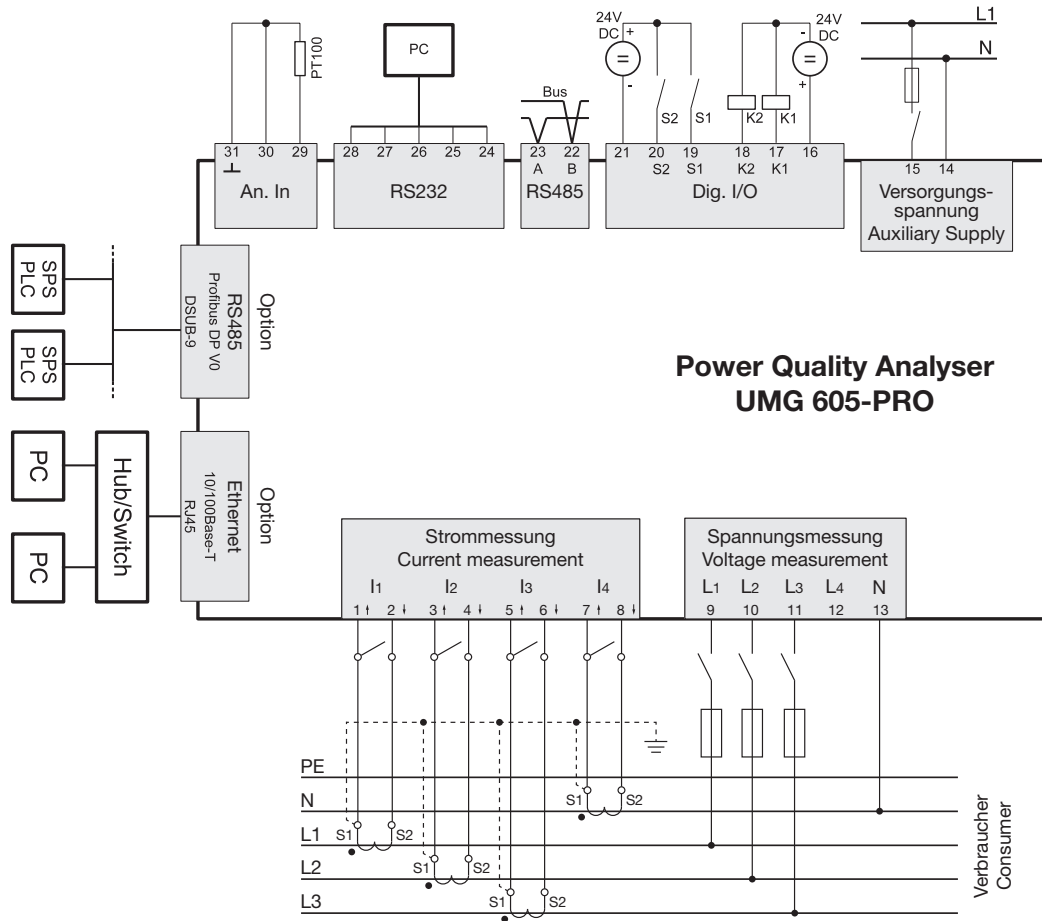 24V
DC
+
-
24V
DC
-
+
L1
N
PC
PT100
Bus
S2
S1
K2
K1
31
30
29
28
27
26
25
24
23
22
21
20
19
18
17
16
15
14
A
B
S2
S1
K2
K1
An. In
RS232
RS485
Dig. I/O
Versorgungs-
spannung
Auxiliary Supply
SPS
PLC
SPS
PLC
RS485
Profibus DP V0
DSUB-9
Option
Power Quality Analyser
UMG 605-PRO
PC
PC
Hub/Switch
Ethernet
10/100Base-T
RJ45
Option
Strommessung
Current measurement
I1
I2
I3
I4
1
2
3
4
5
6
7
8
Spannungsmessung
Voltage measurement
L1
L2
L3
L4
N
9
10
11
12
13
PE
N
L1
L2
L3
S1
S2
S1
S2
S1
S2
S1
S2
Verbraucher
Consumer